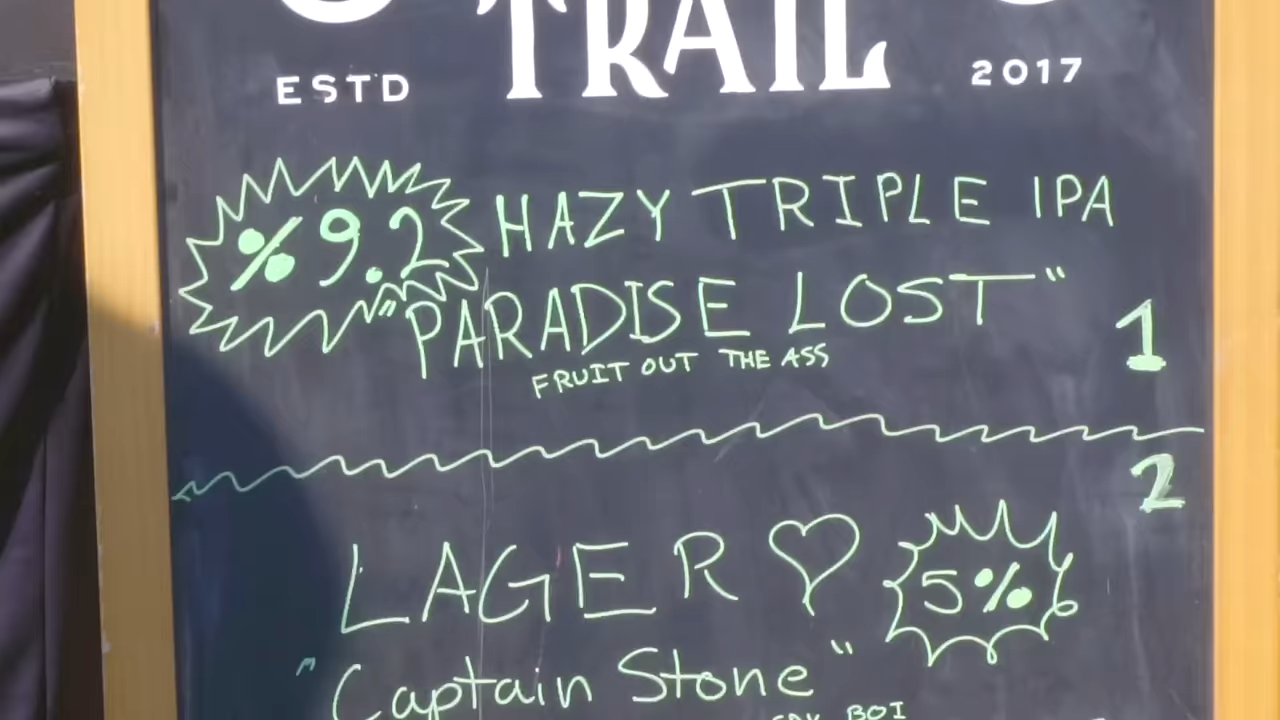 TRAIL
ESTD 2017
%9.2 HAZY TRIPLE IPA
"PARADISE LOST"
1
FRUIT OUT THE ASS
2
LAGER ♡ 5%
"Captain Stone"
BOI